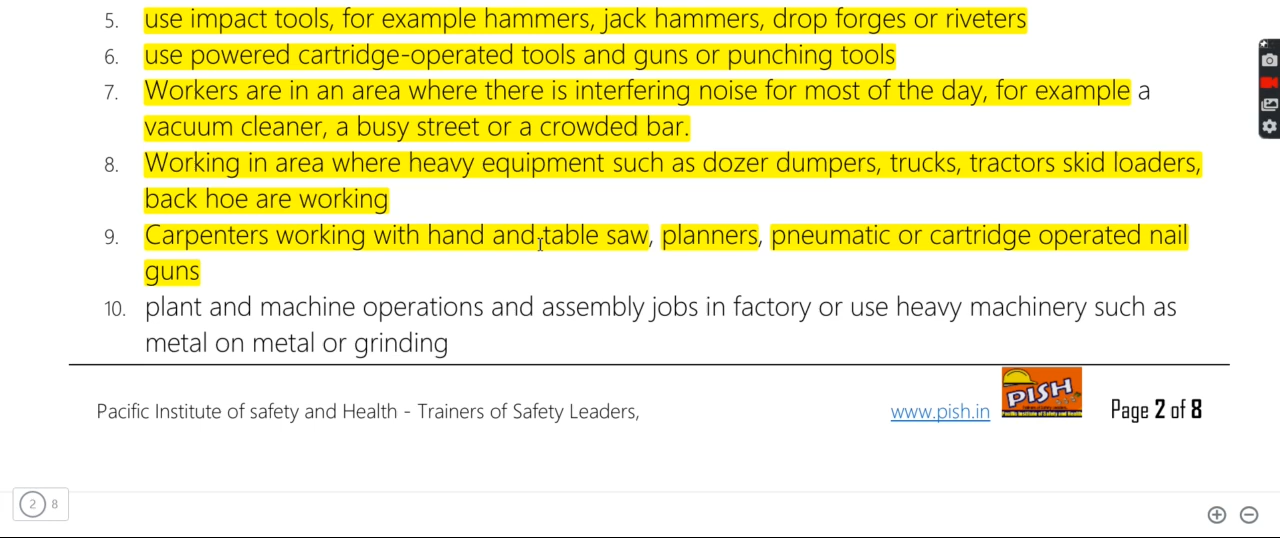 5. use impact tools, for example hammers, jack hammers, drop forges or riveters
6. use powered cartridge-operated tools and guns or punching tools
7. Workers are in an area where there is interfering noise for most of the day, for example a
vacuum cleaner, a busy street or a crowded bar.
8. Working in area where heavy equipment such as dozer dumpers, trucks, tractors skid loaders,
back hoe are working
9. Carpenters working with hand and table saw, planners, pneumatic or cartridge operated nail
guns
10. plant and machine operations and assembly jobs in factory or use heavy machinery such as
metal on metal or grinding
Pacific Institute of safety and Health - Trainers of Safety Leaders, www.pish.in PISH Page 2 of 8
Pacific Institute of Safety and Health
2 8